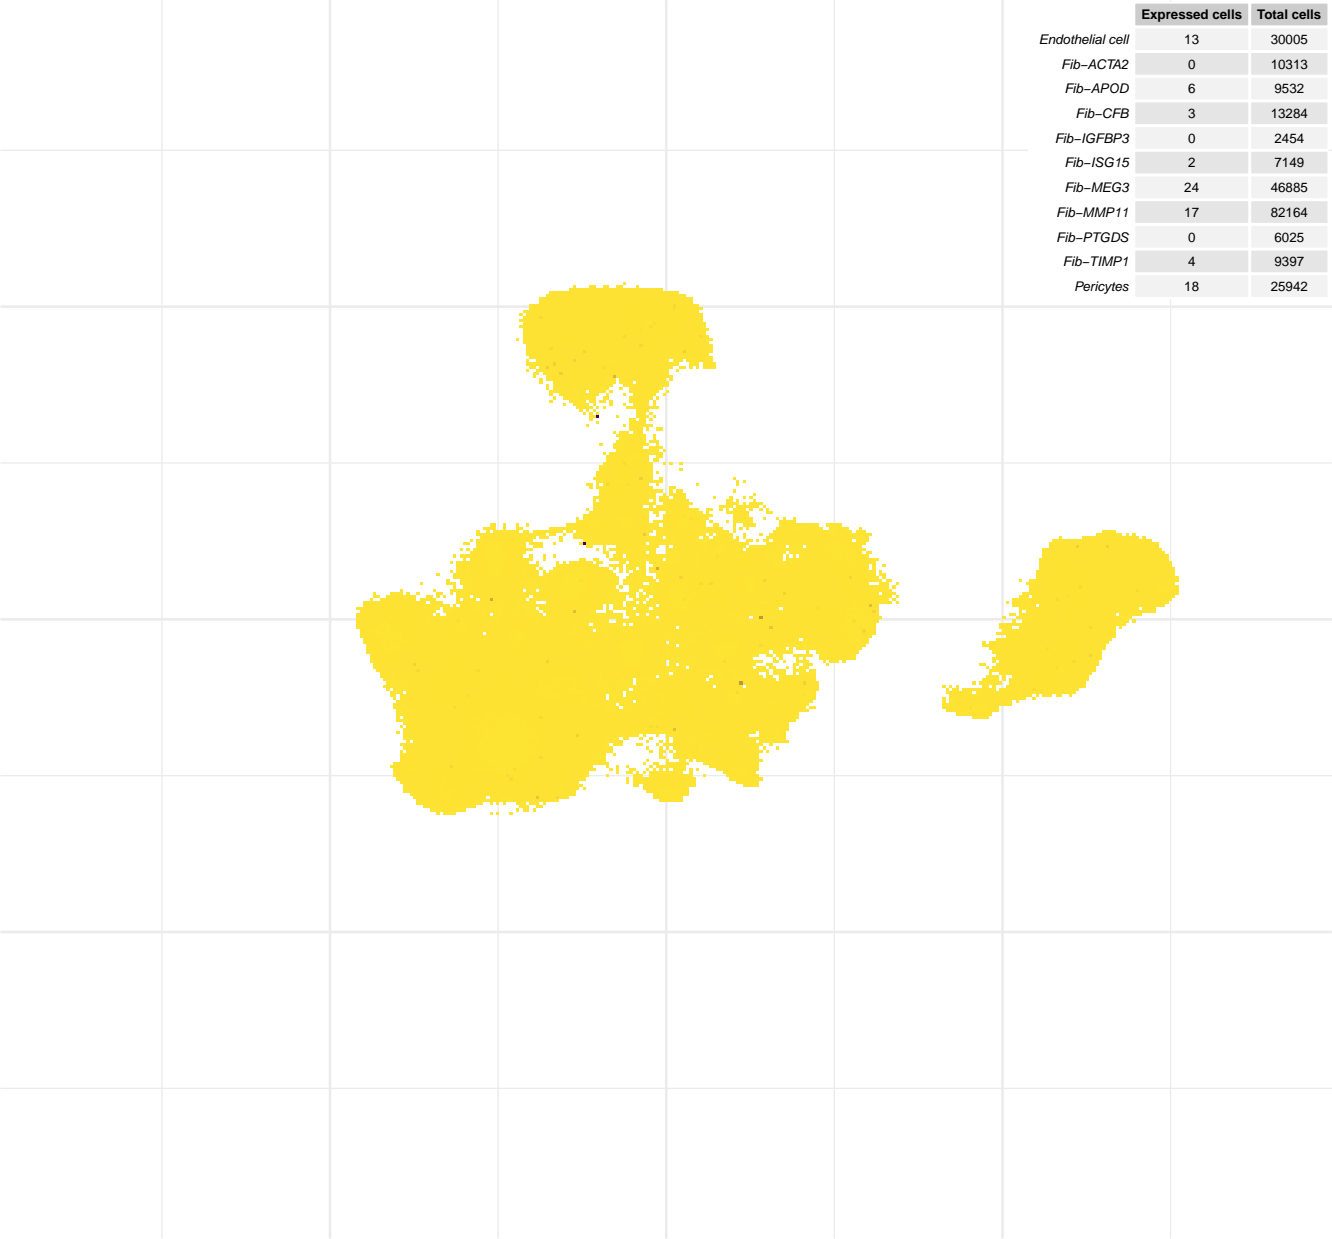 Expressed cells Total cells
Endothelial cell 13 30005
Fib−ACTA2 0 10313
Fib−APOD 6 9532
Fib−CFB 3 13284
Fib−IGFBP3 0 2454
Fib−ISG15 2 7149
Fib−MEG3 24 46885
Fib−MMP11 17 82164
Fib−PTGDS 0 6025
Fib−TIMP1 4 9397
Pericytes 18 25942